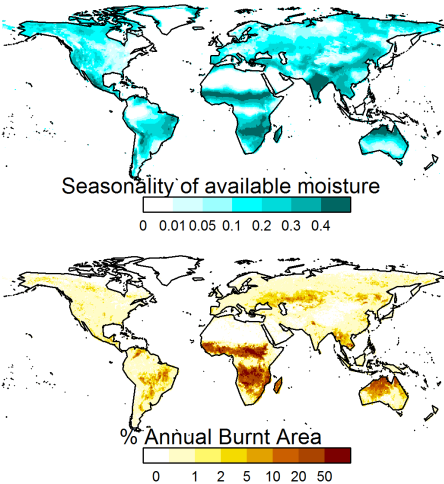 Seasonality of available moisture
0 0.01 0.05 0.1 0.2 0.3 0.4
% Annual Burnt Area
0 1 2 5 10 20 50